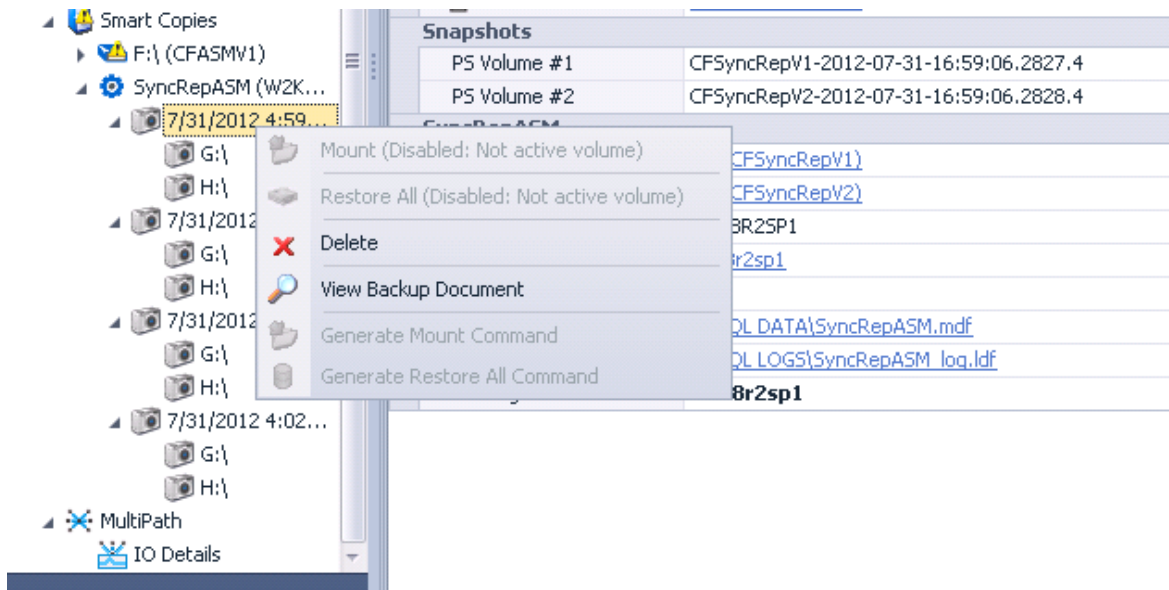 Smart Copies
F:\ (CFASMV1)
SyncRepASM (W2K...
7/31/2012 4:59...
G:\
H:\
7/31/2012
G:\
H:\
7/31/2012
G:\
H:\
7/31/2012 4:02...
G:\
H:\
MultiPath
IO Details
Mount (Disabled: Not active volume)
Restore All (Disabled: Not active volume)
Delete
View Backup Document
Generate Mount Command
Generate Restore All Command
Snapshots
PS Volume #1 CFSyncRepV1-2012-07-31-16:59:06.2827.4
PS Volume #2 CFSyncRepV2-2012-07-31-16:59:06.2828.4
SyncRepASM
CFSyncRepV1)
CFSyncRepV2)
8R2SP1
r2sp1
QL DATA\SyncRepASM.mdf
QL LOGS\SyncRepASM_log.ldf
8r2sp1